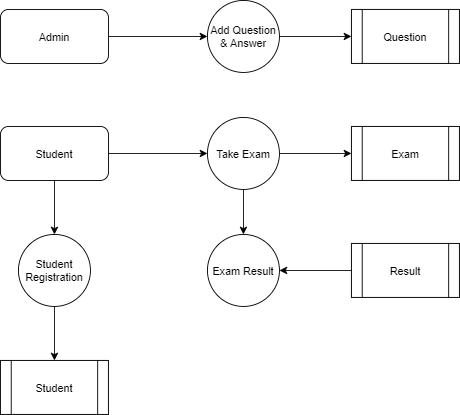 Admin
Add Question
& Answer
Question
Student
Take Exam
Exam
Student
Registration
Exam Result
Result
Student